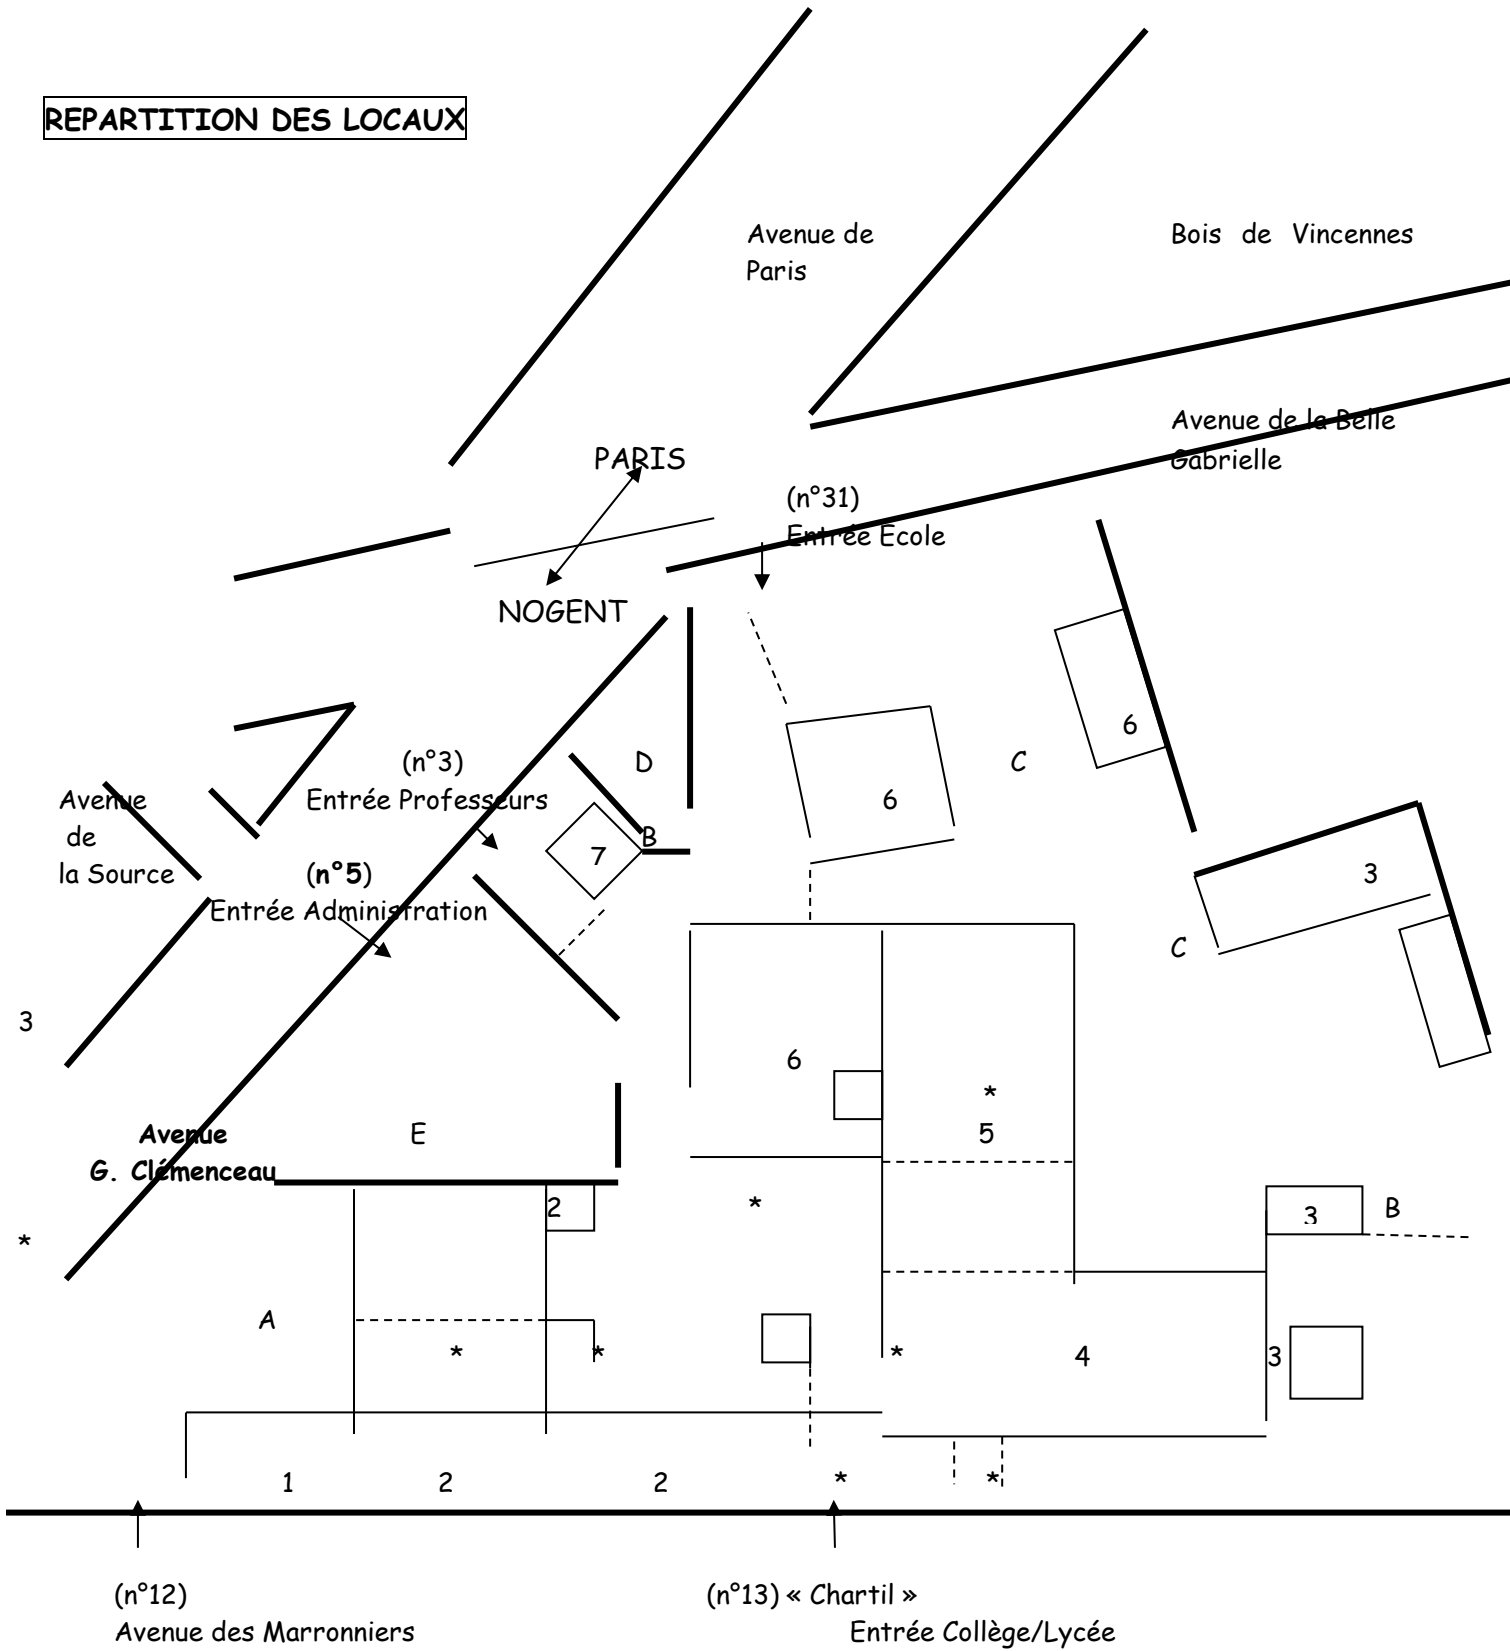 REPARTITION DES LOCAUX
Avenue de
Paris
Bois de Vincennes
Avenue de la Belle
Gabrielle
PARIS
(n°31)
Entrée Ecole
NOGENT
6
(n°3)
D
C
Entrée Professeurs
6
Avenue
de
la Source
B
7
(n°5)
3
Entrée Administration
C
3
6
*
Avenue
E
5
G. Clémenceau
2
*
3
B
*
A
*
*
*
4
3
1
2
2
*
*
(n°12)
(n°13) « Chartil »
Avenue des Marronniers
Entrée Collège/Lycée